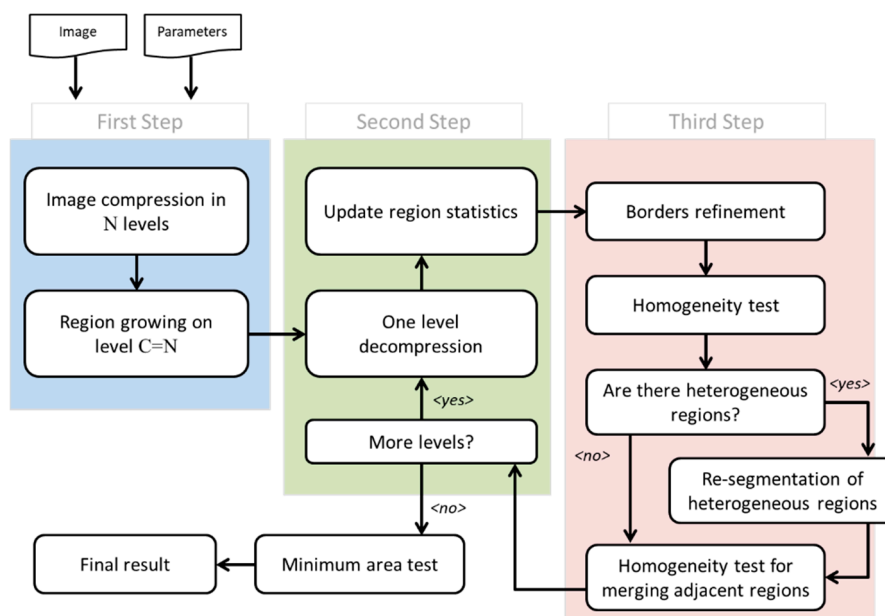 Image
Parameters
First Step
Second Step
Third Step
Image compression in
N levels
Region growing on
level C=N
Update region statistics
One level
decompression
<yes>
More levels?
<no>
Borders refinement
Homogeneity test
Are there heterogeneous
regions?
<yes>
<no>
Re-segmentation of
heterogeneous regions
Homogeneity test for
merging adjacent regions
Minimum area test
Final result